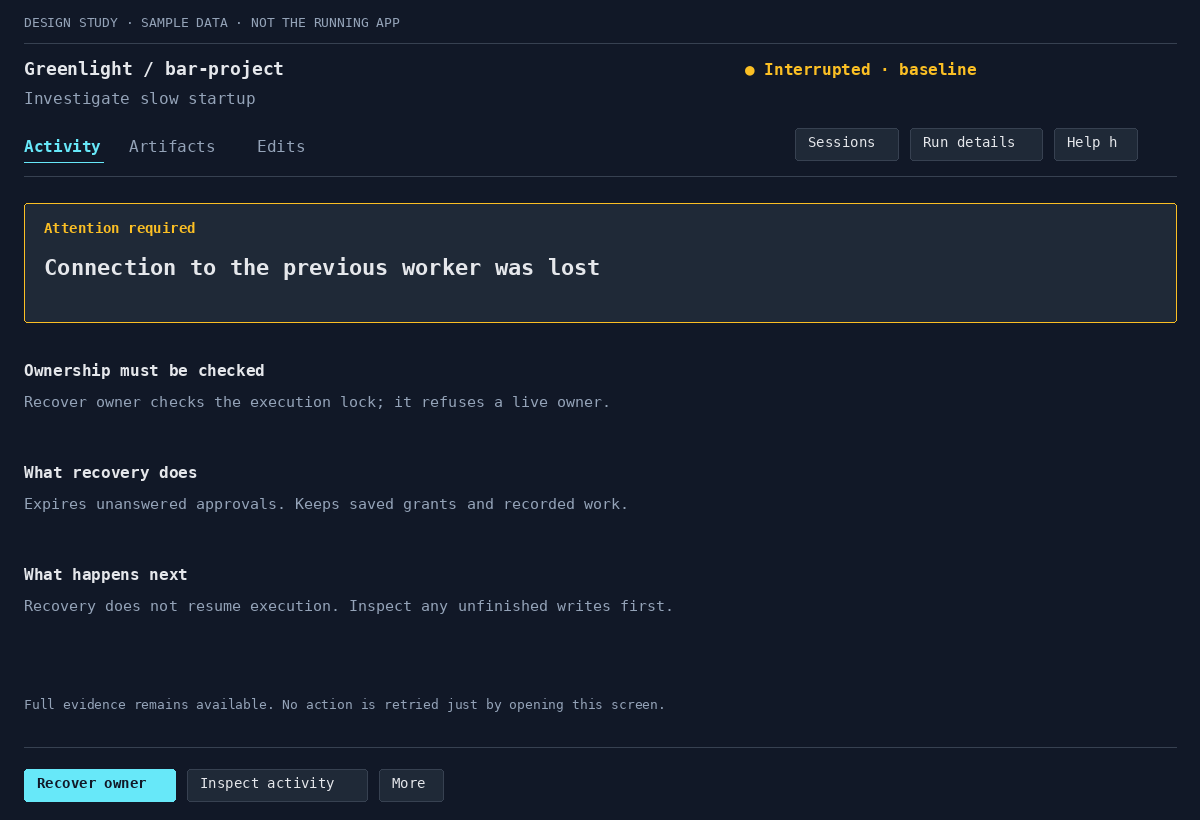 DESIGN STUDY · SAMPLE DATA · NOT THE RUNNING APP
Greenlight / bar-project
● Interrupted · baseline
Investigate slow startup
Activity Artifacts Edits Sessions Run details Help h
Attention required
Connection to the previous worker was lost
Ownership must be checked
Recover owner checks the execution lock; it refuses a live owner.
What recovery does
Expires unanswered approvals. Keeps saved grants and recorded work.
What happens next
Recovery does not resume execution. Inspect any unfinished writes first.
Full evidence remains available. No action is retried just by opening this screen.
Recover owner Inspect activity More